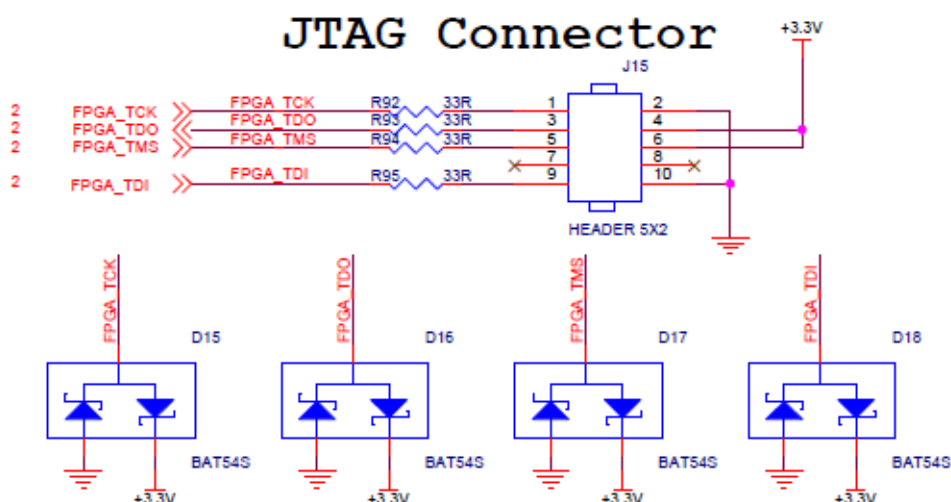 JTAG Connector
+3.3V
J15
2 FPGA_TCK FPGA_TCK R92 33R 1 2
2 FPGA_TDO FPGA_TDO R93 33R 3 4
2 FPGA_TMS FPGA_TMS R94 33R 5 6
7 8
2 FPGA_TDI FPGA_TDI R95 33R 9 10
HEADER 5X2
FPGA_TCK FPGA_TDO FPGA_TMS FPGA_TDI
D15 D16 D17 D18
BAT54S BAT54S BAT54S BAT54S
+3.3V +3.3V +3.3V +3.3V